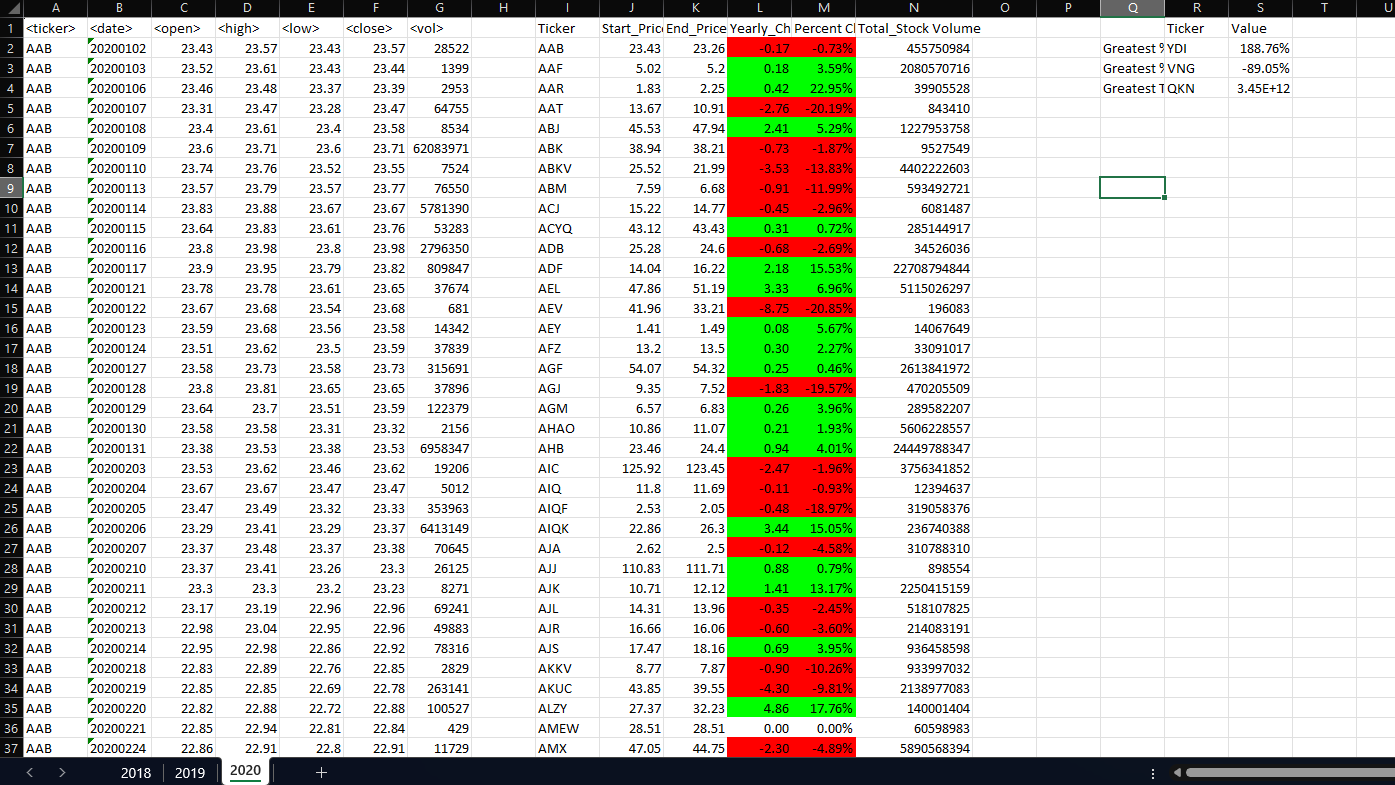 A B C D E F G H I J K L M N O P Q R S T U
1 <ticker> <date> <open> <high> <low> <close> <vol> Ticker Start_Pric End_Price Yearly_Ch Percent Cl Total_Stock Volume Ticker Value
2 AAB 20200102 23.43 23.57 23.43 23.57 28522 AAB 23.43 23.26 -0.17 -0.73% 455750984 Greatest % YDI 188.76%
3 AAB 20200103 23.52 23.61 23.43 23.44 1399 AAF 5.02 5.2 0.18 3.59% 2080570716 Greatest % VNG -89.05%
4 AAB 20200106 23.46 23.48 23.37 23.39 2953 AAR 1.83 2.25 0.42 22.95% 39905528 Greatest T QKN 3.45E+12
5 AAB 20200107 23.31 23.47 23.28 23.47 64755 AAT 13.67 10.91 -2.76 -20.19% 843410
6 AAB 20200108 23.4 23.61 23.4 23.58 8534 ABJ 45.53 47.94 2.41 5.29% 1227953758
7 AAB 20200109 23.6 23.71 23.6 23.71 62083971 ABK 38.94 38.21 -0.73 -1.87% 9527549
8 AAB 20200110 23.74 23.76 23.52 23.55 7524 ABKV 25.52 21.99 -3.53 -13.83% 4402222603
9 AAB 20200113 23.57 23.79 23.57 23.77 76550 ABM 7.59 6.68 -0.91 -11.99% 593492721
10 AAB 20200114 23.83 23.88 23.67 23.67 5781390 ACJ 15.22 14.77 -0.45 -2.96% 6081487
11 AAB 20200115 23.64 23.83 23.61 23.76 53283 ACYQ 43.12 43.43 0.31 0.72% 285144917
12 AAB 20200116 23.8 23.98 23.8 23.98 2796350 ADB 25.28 24.6 -0.68 -2.69% 34526036
13 AAB 20200117 23.9 23.95 23.79 23.82 809847 ADF 14.04 16.22 2.18 15.53% 22708794844
14 AAB 20200121 23.78 23.78 23.61 23.65 37674 AEL 47.86 51.19 3.33 6.96% 5115026297
15 AAB 20200122 23.67 23.68 23.54 23.68 681 AEV 41.96 33.21 -8.75 -20.85% 196083
16 AAB 20200123 23.59 23.68 23.56 23.58 14342 AEY 1.41 1.49 0.08 5.67% 14067649
17 AAB 20200124 23.51 23.62 23.5 23.59 37839 AFZ 13.2 13.5 0.30 2.27% 33091017
18 AAB 20200127 23.58 23.73 23.58 23.73 315691 AGF 54.07 54.32 0.25 0.46% 2613841972
19 AAB 20200128 23.8 23.81 23.65 23.65 37896 AGJ 9.35 7.52 -1.83 -19.57% 470205509
20 AAB 20200129 23.64 23.7 23.51 23.59 122379 AGM 6.57 6.83 0.26 3.96% 289582207
21 AAB 20200130 23.58 23.58 23.31 23.32 2156 AHAO 10.86 11.07 0.21 1.93% 5606228557
22 AAB 20200131 23.38 23.53 23.38 23.53 6958347 AHB 23.46 24.4 0.94 4.01% 24449788347
23 AAB 20200203 23.53 23.62 23.46 23.62 19206 AIC 125.92 123.45 -2.47 -1.96% 3756341852
24 AAB 20200204 23.67 23.67 23.47 23.47 5012 AIQ 11.8 11.69 -0.11 -0.93% 12394637
25 AAB 20200205 23.47 23.49 23.32 23.33 353963 AIQF 2.53 2.05 -0.48 -18.97% 319058376
26 AAB 20200206 23.29 23.41 23.29 23.37 6413149 AIQK 22.86 26.3 3.44 15.05% 236740388
27 AAB 20200207 23.37 23.48 23.37 23.38 70645 AJA 2.62 2.5 -0.12 -4.58% 310788310
28 AAB 20200210 23.37 23.41 23.26 23.3 26125 AJJ 110.83 111.71 0.88 0.79% 898554
29 AAB 20200211 23.3 23.3 23.2 23.23 8271 AJK 10.71 12.12 1.41 13.17% 2250415159
30 AAB 20200212 23.17 23.19 22.96 22.96 69241 AJL 14.31 13.96 -0.35 -2.45% 518107825
31 AAB 20200213 22.98 23.04 22.95 22.96 49883 AJR 16.66 16.06 -0.60 -3.60% 214083191
32 AAB 20200214 22.95 22.98 22.86 22.92 78316 AJS 17.47 18.16 0.69 3.95% 936458598
33 AAB 20200218 22.83 22.89 22.76 22.85 2829 AKKV 8.77 7.87 -0.90 -10.26% 933997032
34 AAB 20200219 22.85 22.85 22.69 22.78 263141 AKUC 43.85 39.55 -4.30 -9.81% 2138977083
35 AAB 20200220 22.82 22.88 22.72 22.88 100527 ALZY 27.37 32.23 4.86 17.76% 140001404
36 AAB 20200221 22.85 22.94 22.81 22.84 429 AMEW 28.51 28.51 0.00 0.00% 60598983
37 AAB 20200224 22.86 22.91 22.8 22.91 11729 AMX 47.05 44.75 -2.30 -4.89% 5890568394
2018 2019 2020